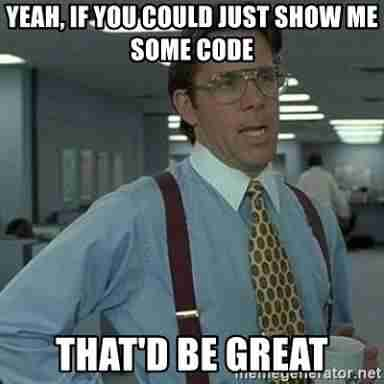 YEAH, IF YOU COULD JUST SHOW ME
SOME CODE
THAT'D BE GREAT
memegenerator.net